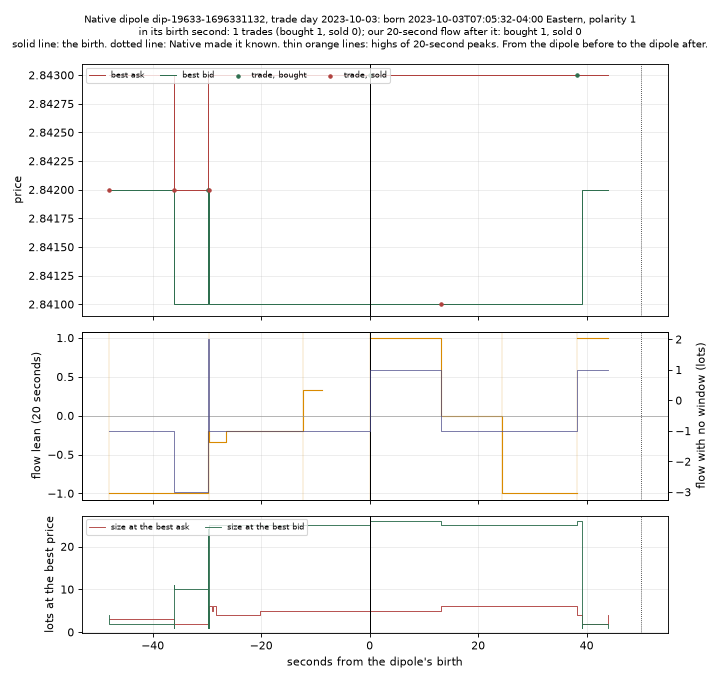 Native dipole dip-19633-1696331132, trade day 2023-10-03: born 2023-10-03T07:05:32-04:00 Eastern, polarity 1
in its birth second: 1 trades (bought 1, sold 0); our 20-second flow after it: bought 1, sold 0
solid line: the birth. dotted line: Native made it known. thin orange lines: highs of 20-second peaks. From the dipole before to the dipole after.
best ask best bid trade, bought trade, sold
2.84300
2.84275
2.84250
2.84225
2.84200
2.84175
2.84150
2.84125
2.84100
price
1.0
0.5
0.0
−0.5
−1.0
flow lean (20 seconds)
2
1
0
−1
−2
−3
flow with no window (lots)
size at the best ask size at the best bid
20
10
0
lots at the best price
−40 −20 0 20 40
seconds from the dipole's birth